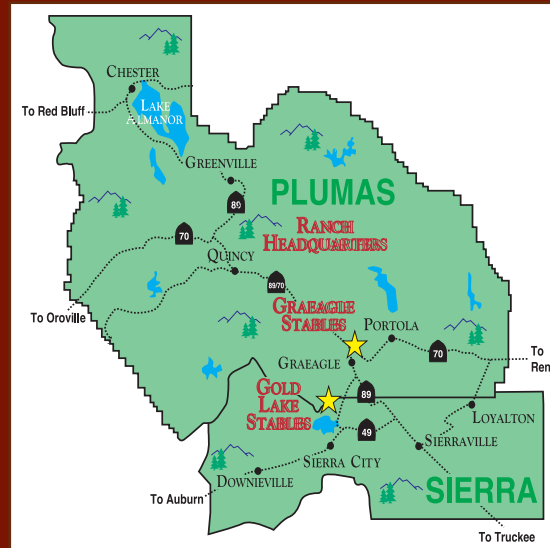 CHESTER
To Red Bluff
LAKE
ALMANOR
GREENVILLE
PLUMAS
89
RANCH
HEADQUARTERS
70
QUINCY
89/70
To Oroville
GRAEAGLE
STABLES
PORTOLA
GRAEAGLE
70
To
Ren
GOLD
LAKE
STABLES
89
49
LOYALTON
SIERRAVILLE
SIERRA CITY
DOWNIEVILLE
SIERRA
To Auburn
To Truckee